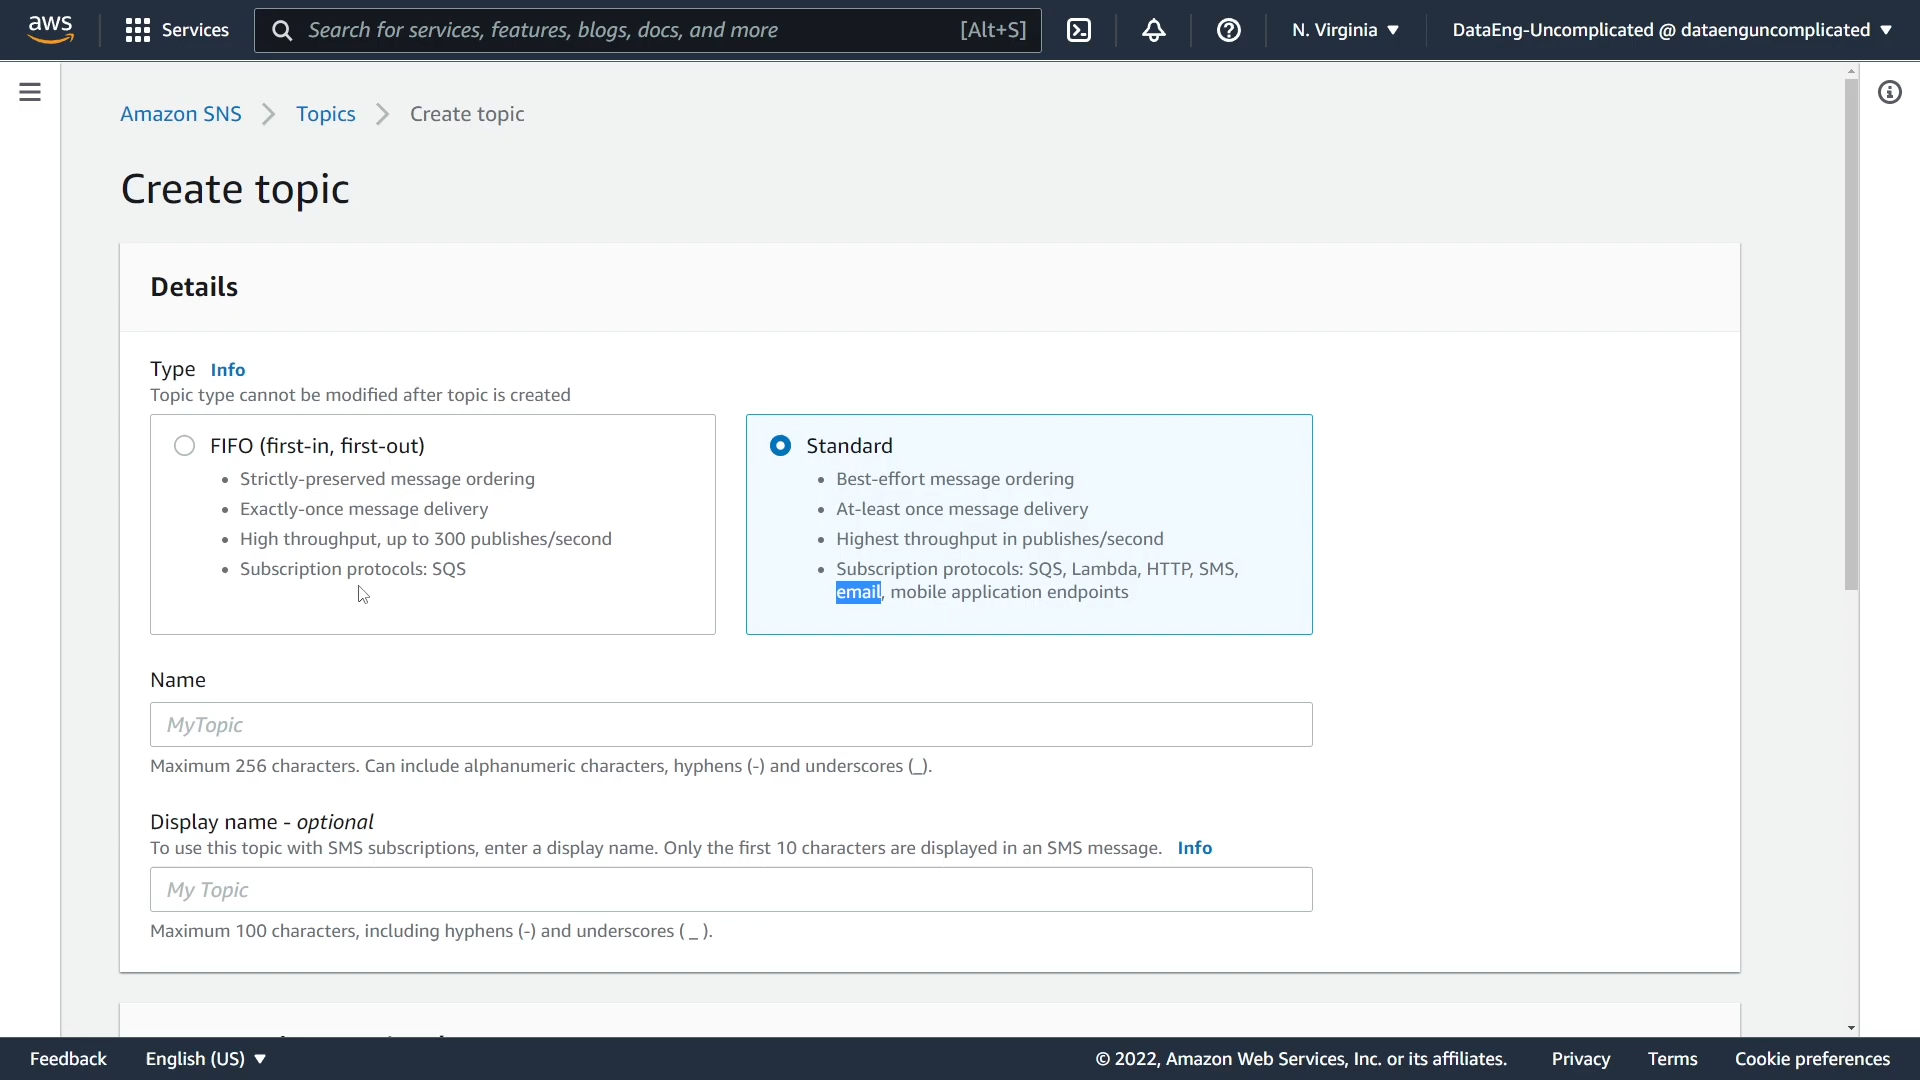 aws
Services
Search for services, features, blogs, docs, and more
[Alt+S]
N. Virginia
DataEng-Uncomplicated @ dataenguncomplicated
Amazon SNS
Topics
Create topic
Create topic
Details
Type Info
Topic type cannot be modified after topic is created
FIFO (first-in, first-out)
• Strictly-preserved message ordering
• Exactly-once message delivery
• High throughput, up to 300 publishes/second
• Subscription protocols: SQS
Standard
• Best-effort message ordering
• At-least once message delivery
• Highest throughput in publishes/second
• Subscription protocols: SQS, Lambda, HTTP, SMS,
email, mobile application endpoints
Name
MyTopic
Maximum 256 characters. Can include alphanumeric characters, hyphens (-) and underscores (_).
Display name - optional
To use this topic with SMS subscriptions, enter a display name. Only the first 10 characters are displayed in an SMS message. Info
My Topic
Maximum 100 characters, including hyphens (-) and underscores ( _ ).
Feedback
English (US)
© 2022, Amazon Web Services, Inc. or its affiliates.
Privacy
Terms
Cookie preferences